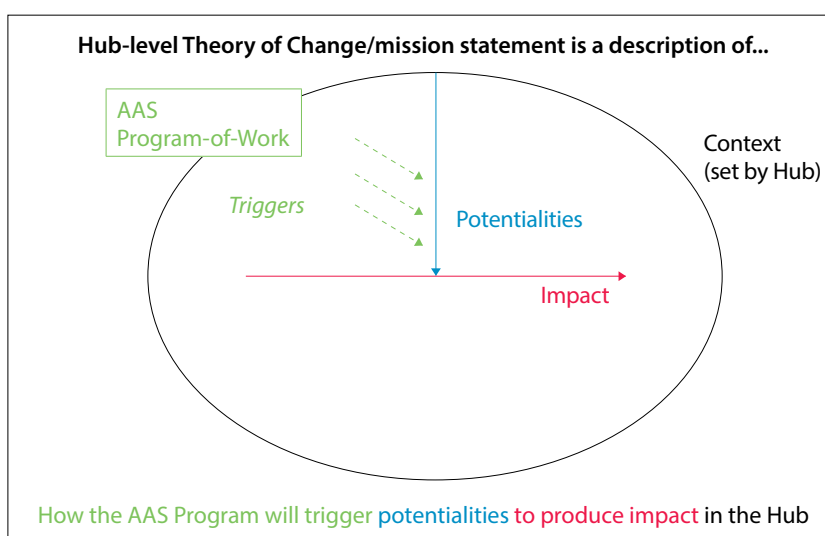 Hub-level Theory of Change/mission statement is a description of...
AAS
Program-of-Work
Context
(set by Hub)
Triggers
Potentialities
Impact
How the AAS Program will trigger potentialities to produce impact in the Hub